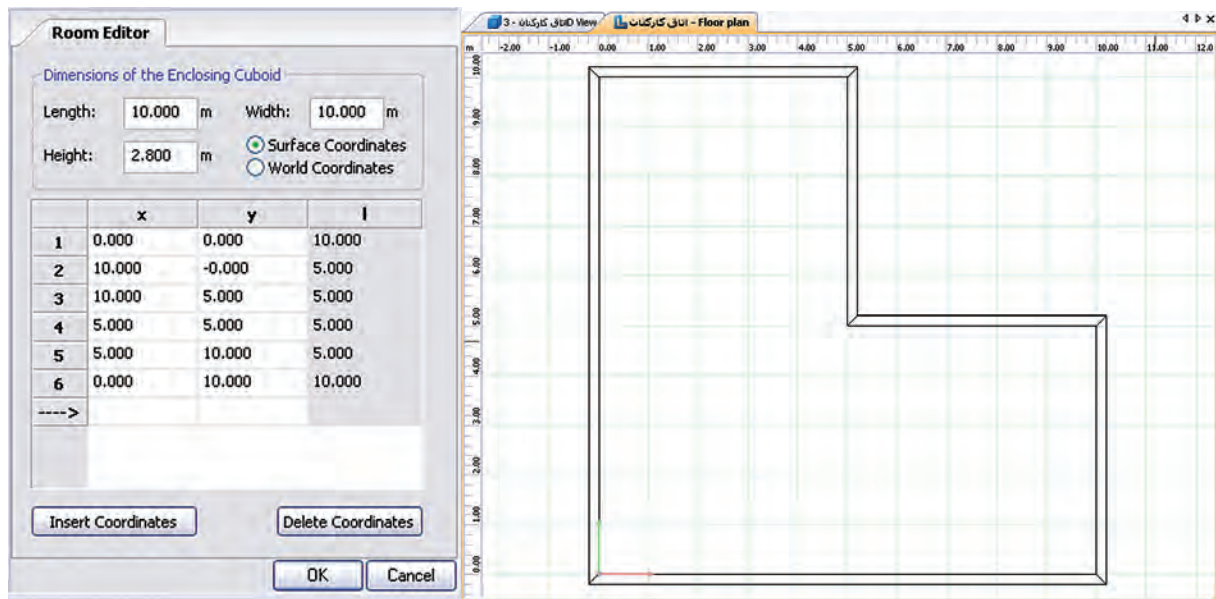 Room Editor
Dimensions of the Enclosing Cuboid
Length: 10.000 m Width: 10.000 m
Height: 2.800 m
Surface Coordinates
World Coordinates
x y l
1 0.000 0.000 10.000
2 10.000 -0.000 5.000
3 10.000 5.000 5.000
4 5.000 5.000 5.000
5 5.000 10.000 5.000
6 0.000 10.000 10.000
---->
Insert Coordinates Delete Coordinates
OK Cancel
3 - اتاق کارکنان D View
اتاق کارکنان - Floor plan
m -2.00 -1.00 0.00 1.00 2.00 3.00 4.00 5.00 6.00 7.00 8.00 9.00 10.00 11.00 12.0
10.00
9.00
8.00
7.00
6.00
5.00
4.00
3.00
2.00
1.00
0.00